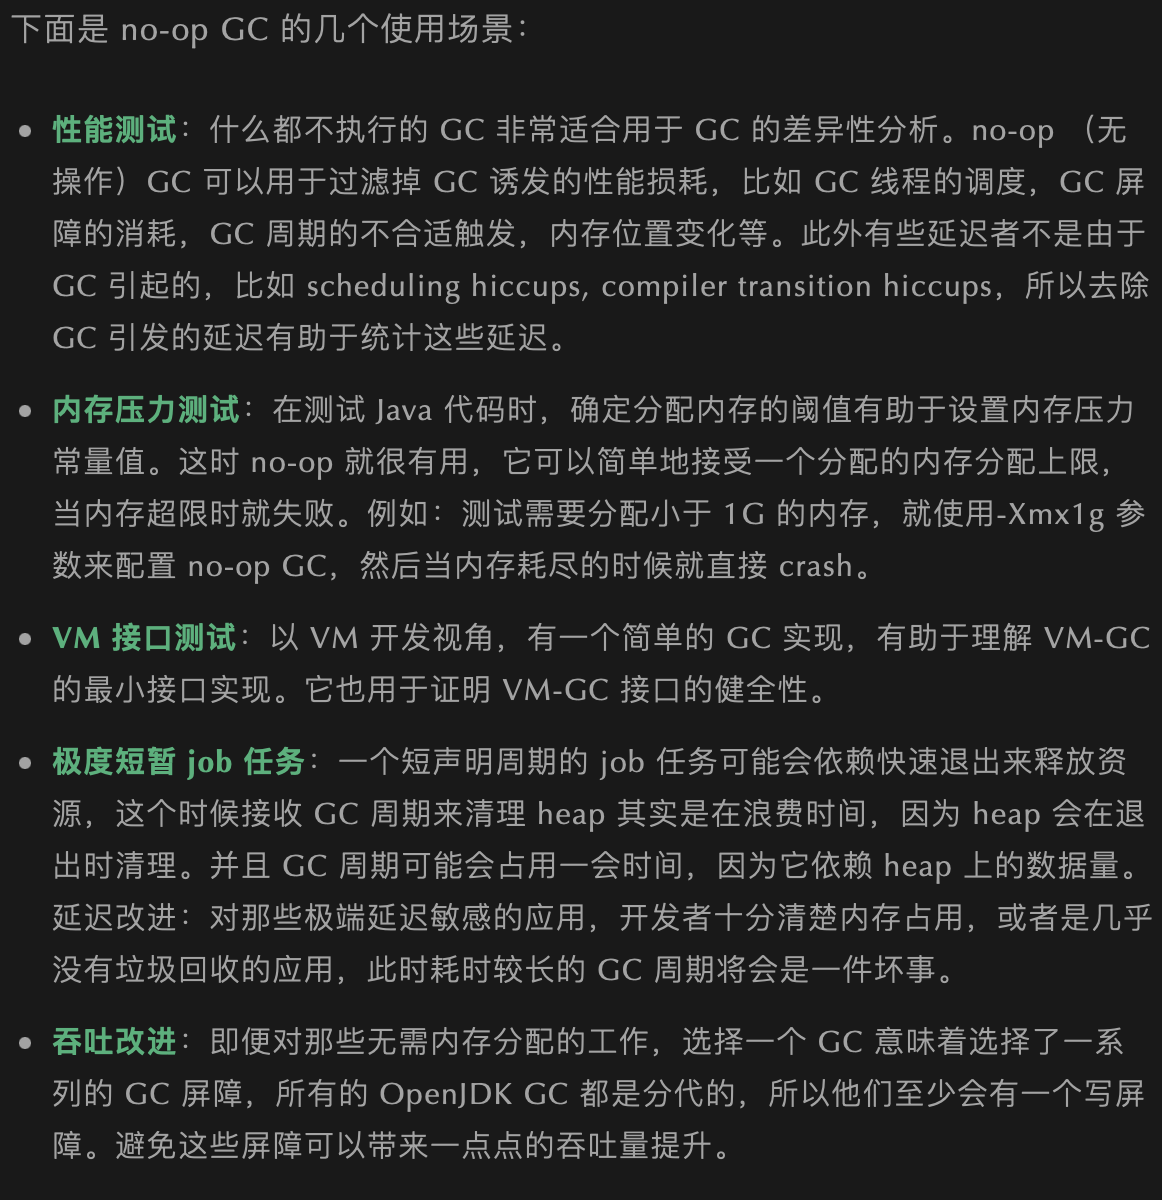 下面是 no-op GC 的几个使用场景：
• 性能测试：什么都不执行的 GC 非常适合用于 GC 的差异性分析。no-op （无
操作）GC 可以用于过滤掉 GC 诱发的性能损耗，比如 GC 线程的调度，GC 屏
障的消耗，GC 周期的不合适触发，内存位置变化等。此外有些延迟者不是由于
GC 引起的，比如 scheduling hiccups, compiler transition hiccups，所以去除
GC 引发的延迟有助于统计这些延迟。
• 内存压力测试：在测试 Java 代码时，确定分配内存的阈值有助于设置内存压力
常量值。这时 no-op 就很有用，它可以简单地接受一个分配的内存分配上限，
当内存超限时就失败。例如：测试需要分配小于 1G 的内存，就使用-Xmx1g 参
数来配置 no-op GC，然后当内存耗尽的时候就直接 crash。
• VM 接口测试：以 VM 开发视角，有一个简单的 GC 实现，有助于理解 VM-GC
的最小接口实现。它也用于证明 VM-GC 接口的健全性。
• 极度短暂 job 任务：一个短声明周期的 job 任务可能会依赖快速退出来释放资
源，这个时候接收 GC 周期来清理 heap 其实是在浪费时间，因为 heap 会在退
出时清理。并且 GC 周期可能会占用一会时间，因为它依赖 heap 上的数据量。
延迟改进：对那些极端延迟敏感的应用，开发者十分清楚内存占用，或者是几乎
没有垃圾回收的应用，此时耗时较长的 GC 周期将会是一件坏事。
• 吞吐改进：即便对那些无需内存分配的工作，选择一个 GC 意味着选择了一系
列的 GC 屏障，所有的 OpenJDK GC 都是分代的，所以他们至少会有一个写屏
障。避免这些屏障可以带来一点点的吞吐量提升。